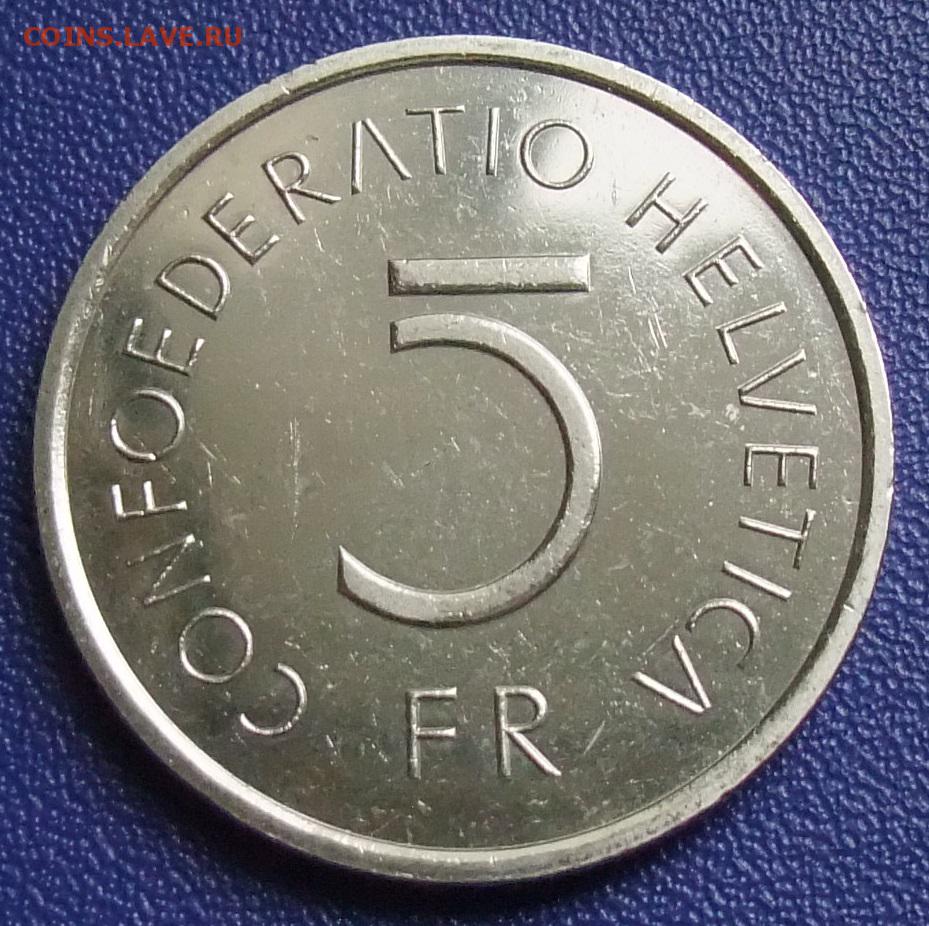 COINS.LAVE.RU
CONFOEDERATIO HELVETICA
5
FR